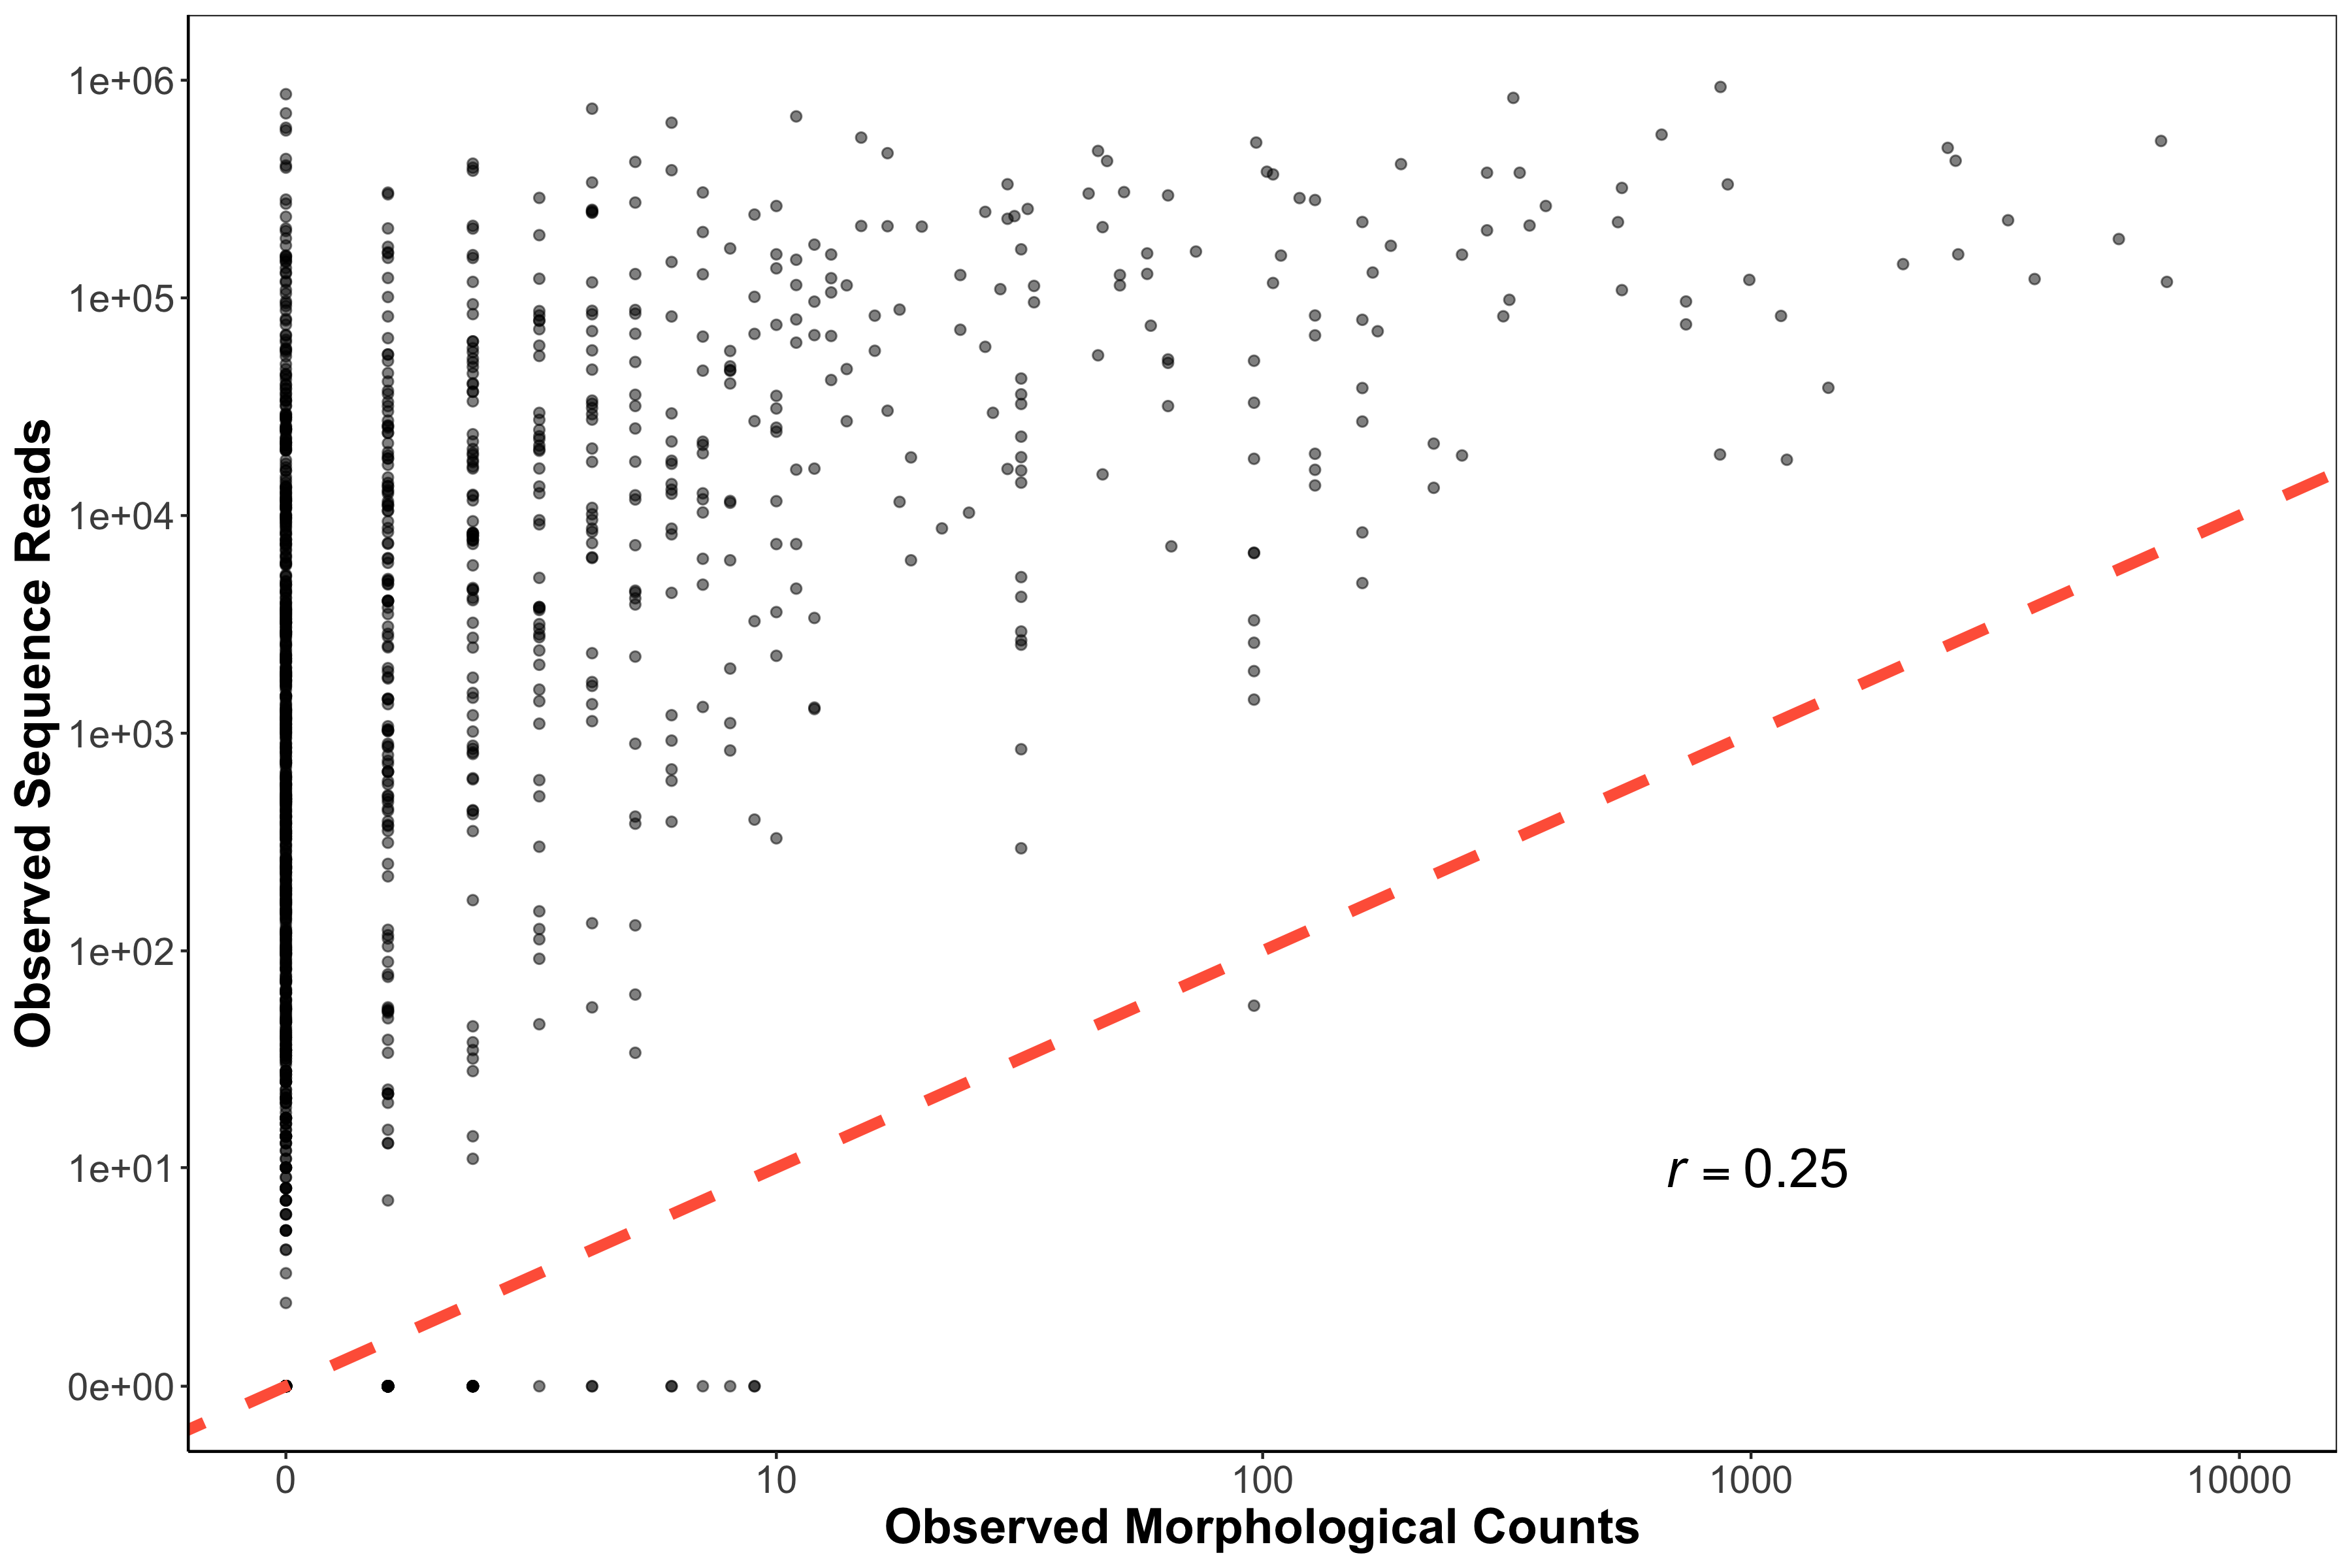 1e+06
1e+05
1e+04
1e+03
1e+02
1e+01
0e+00
Observed Sequence Reads
r = 0.25
0 10 100 1000 10000
Observed Morphological Counts